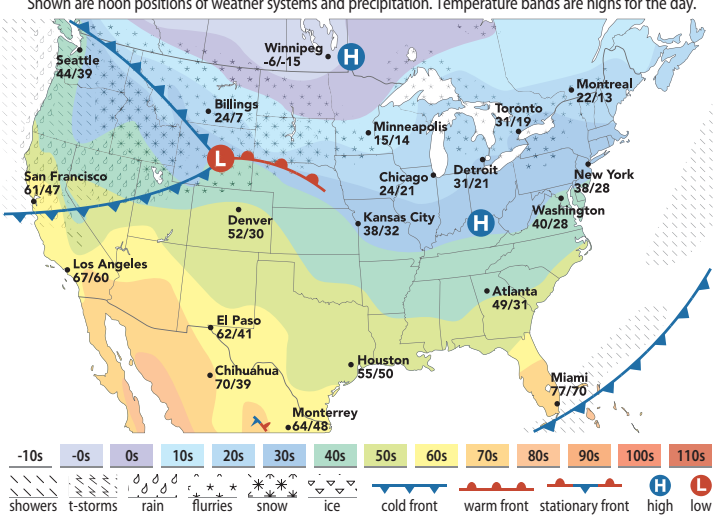 Shown are noon positions of weather systems and precipitation. Temperature bands are highs for the day.
Winnipeg
-6/-15
H
Seattle
44/39
Montreal
22/13
Billings
24/7
Toronto
31/19
Minneapolis
15/14
L
San Francisco
61/47
Chicago
24/21
Detroit
31/21
New York
38/28
Denver
52/30
Kansas City
38/32
H
Washington
40/28
Los Angeles
67/60
Atlanta
49/31
El Paso
62/41
Chihuahua
70/39
Houston
55/50
Miami
77/70
Monterrey
64/48
-10s -0s 0s 10s 20s 30s 40s 50s 60s 70s 80s 90s 100s 110s
H L
showers t-storms rain flurries snow ice cold front warm front stationary front high low